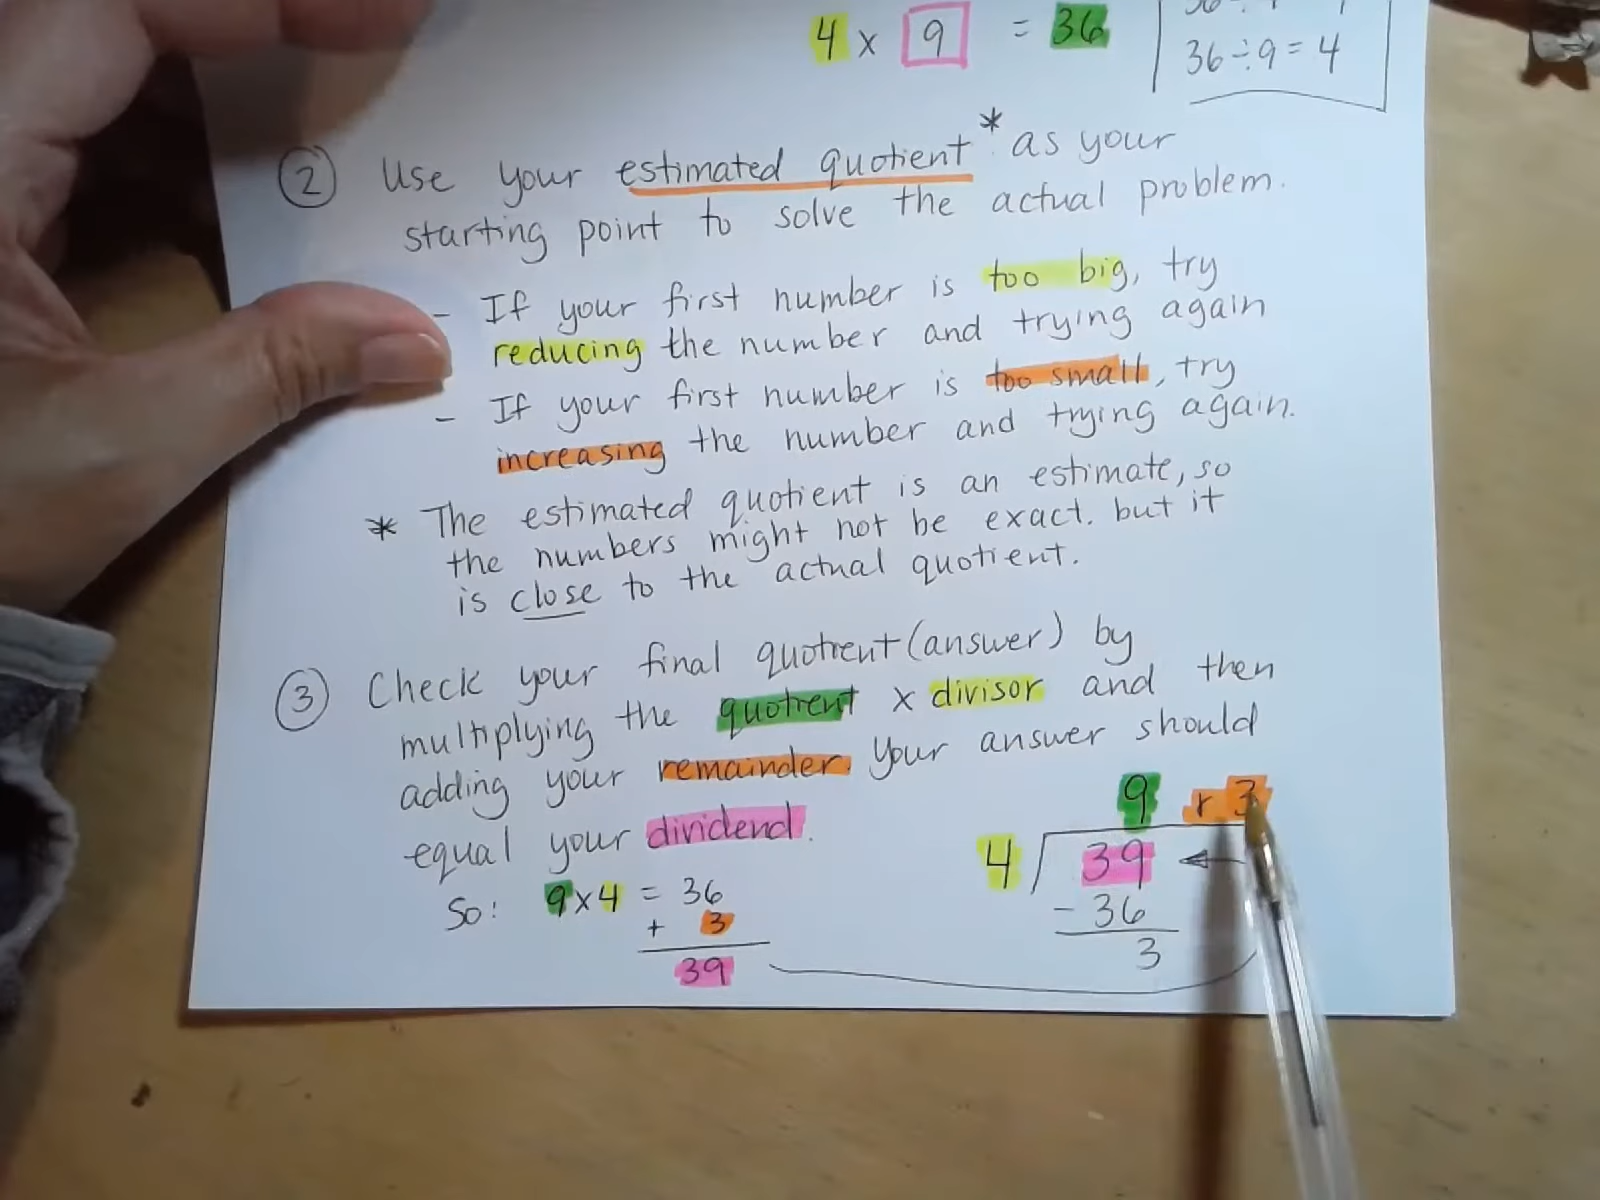 4 x 9 = 36
36 ÷ 9 = 4
② Use your estimated quotient * as your
starting point to solve the actual problem.
- If your first number is too big, try
reducing the number and trying again
- If your first number is too small, try
increasing the number and trying again.
* The estimated quotient is an estimate, so
the numbers might not be exact. but it
is close to the actual quotient.
③ Check your final quotient (answer) by
multiplying the quotient x divisor and then
adding your remainder. Your answer should
equal your dividend.
So: 9 x 4 = 36
+ 3
39
9 r 3
4 39
- 36
3